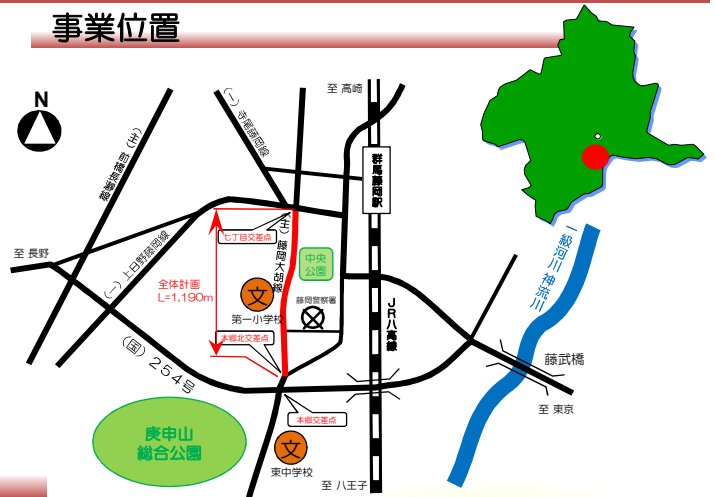 事業位置
N
至 高崎
(一) 寺尾藤岡線
(主) 前橋長瀞線
群馬藤岡駅
一級河川 神流川
(一) 上日野藤岡線
七丁目交差点
(主) 藤岡大胡線
至 長野
中央
公園
全体計画
L=1,190m
文
第一小学校
藤岡警察署
JR八高線
本郷北交差点
(国) 254号
藤武橋
至 東京
本郷交差点
庚申山
総合公園
文
東中学校
至 八王子